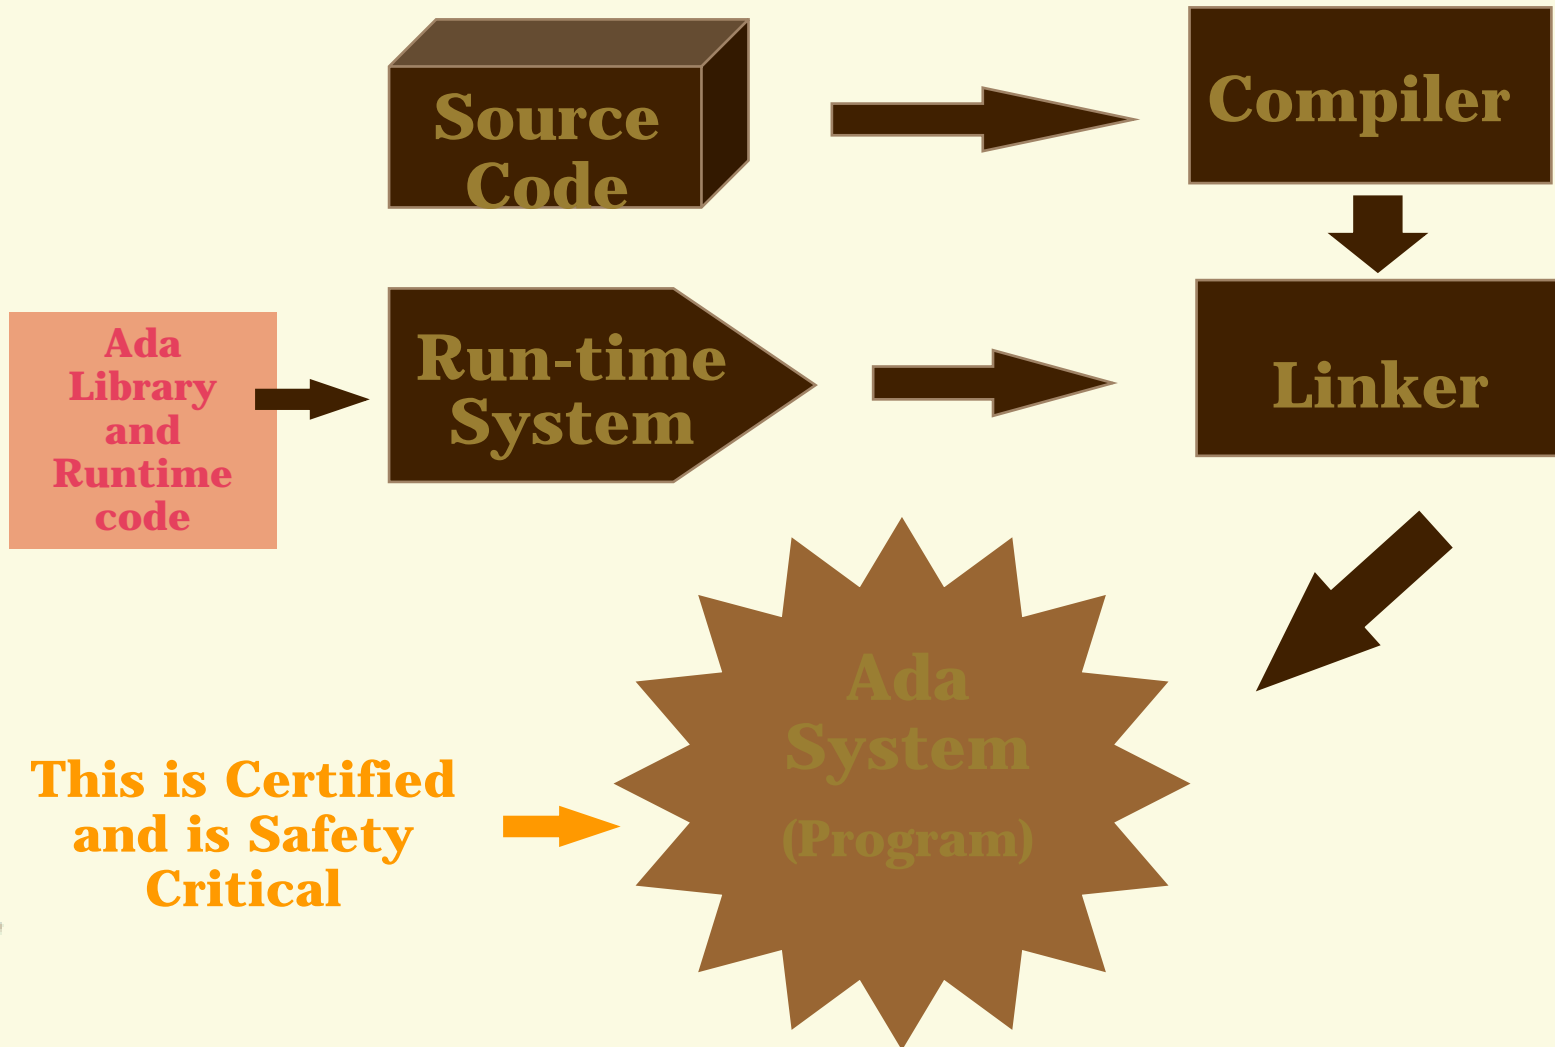 Source
Code
Compiler
Ada
Library
and
Runtime
code
Run-time
System
Linker
Ada
System
(Program)
This is Certified
and is Safety
Critical